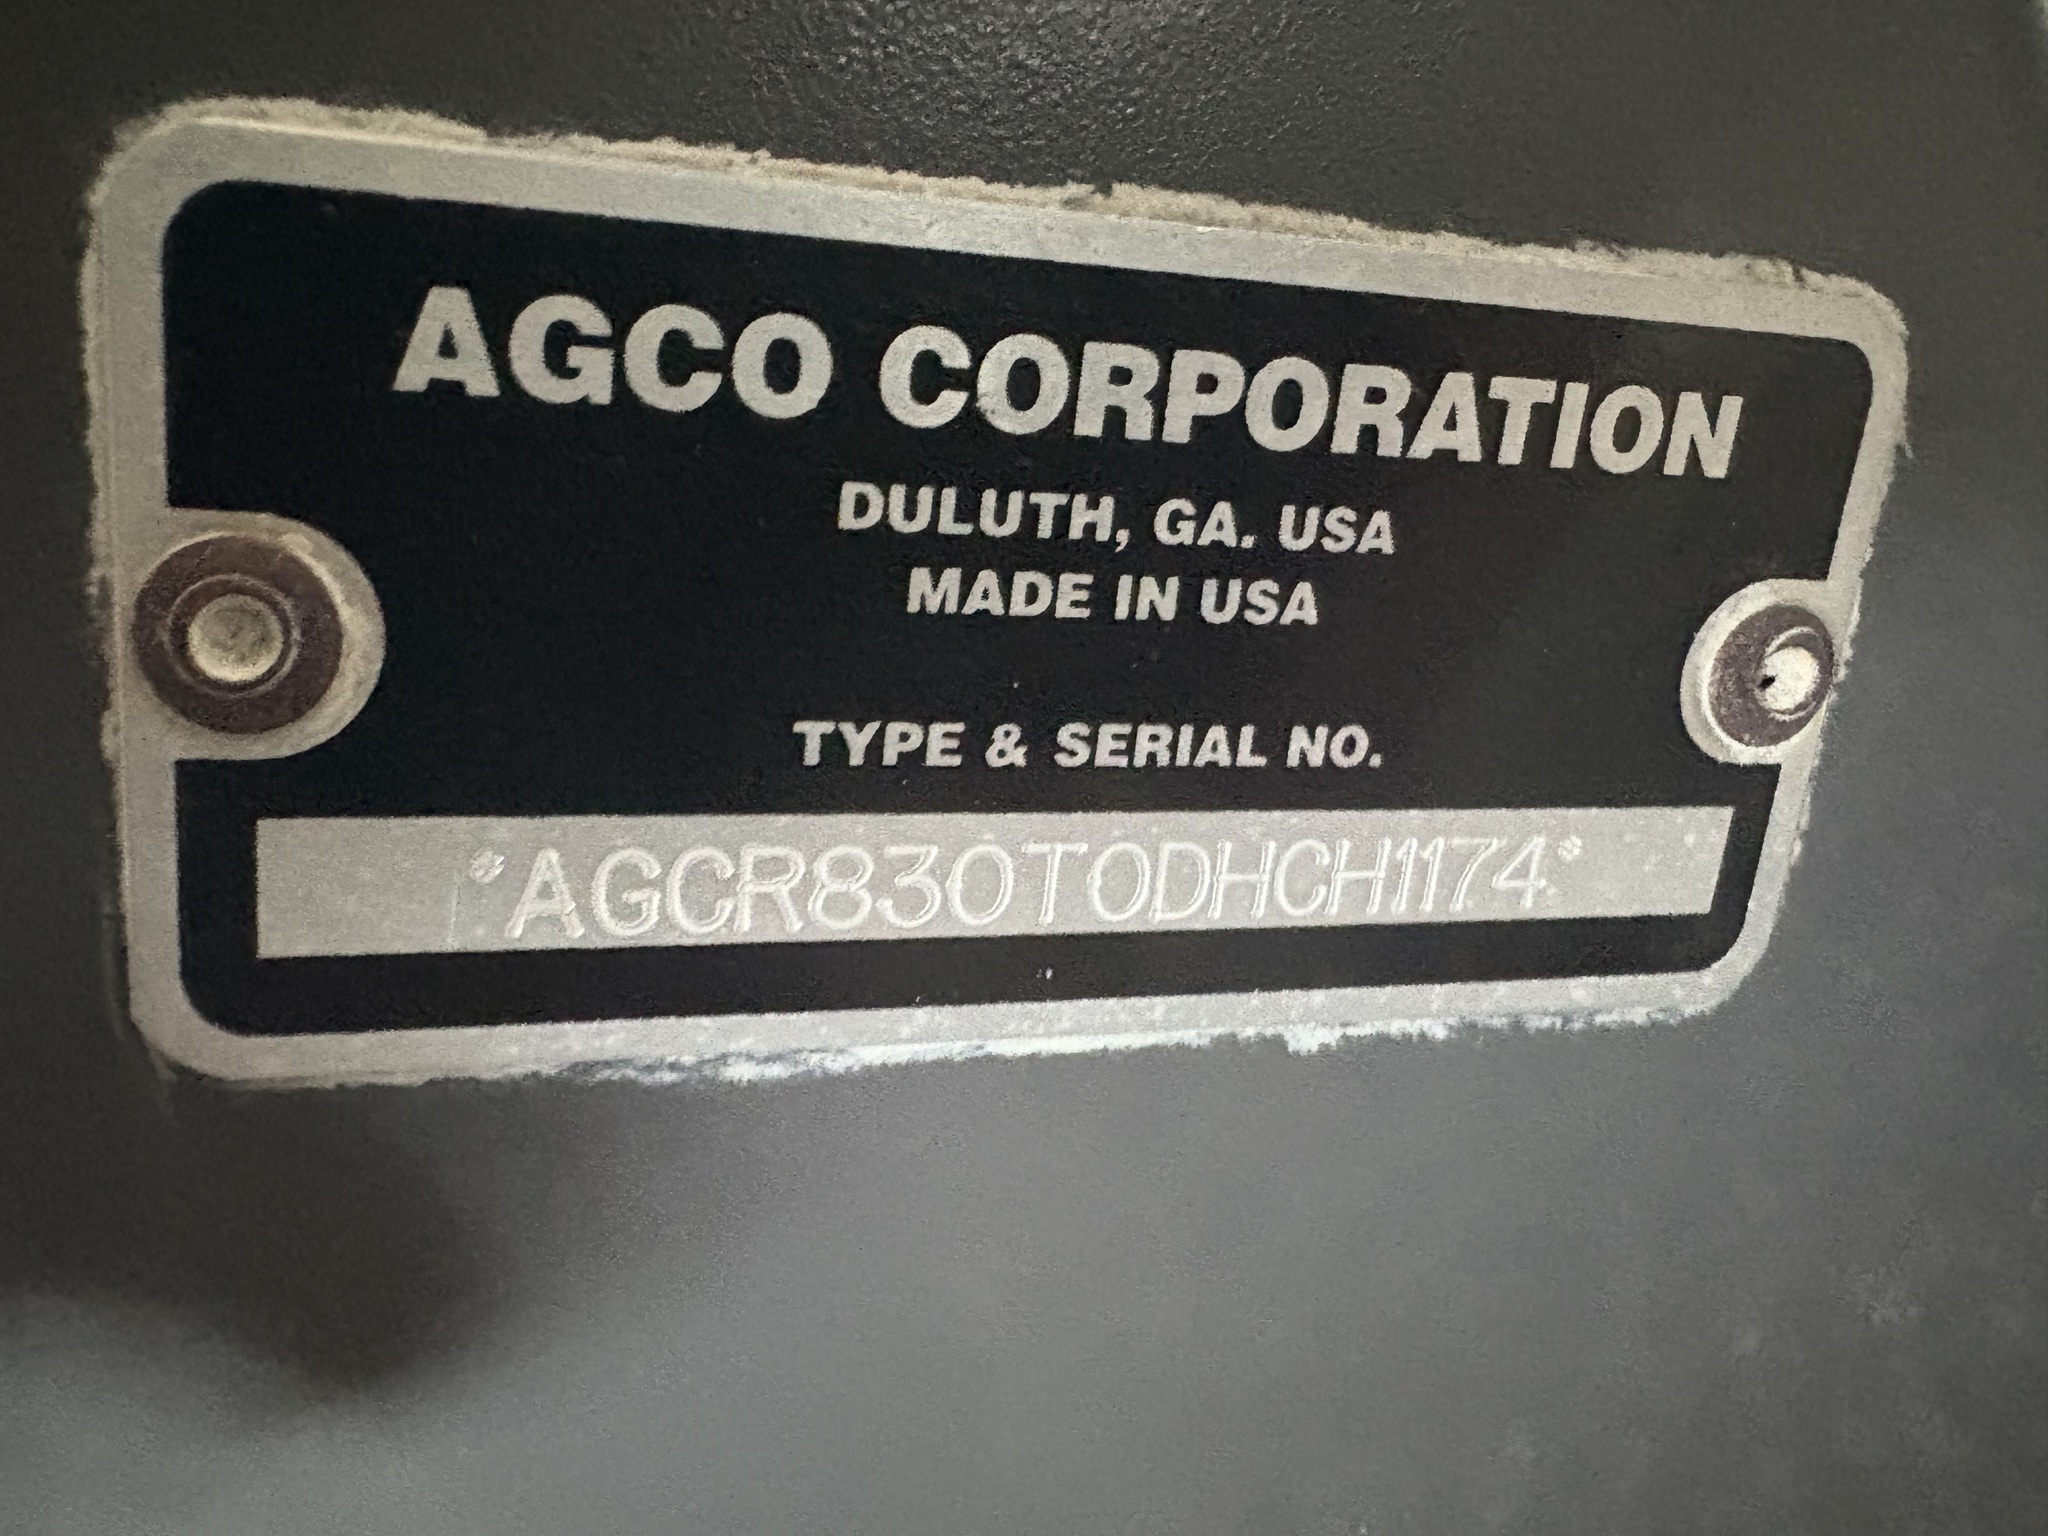 AGCO CORPORATION
DULUTH, GA. USA
MADE IN USA
TYPE & SERIAL NO.
*AGCR830T0DHCH1174*